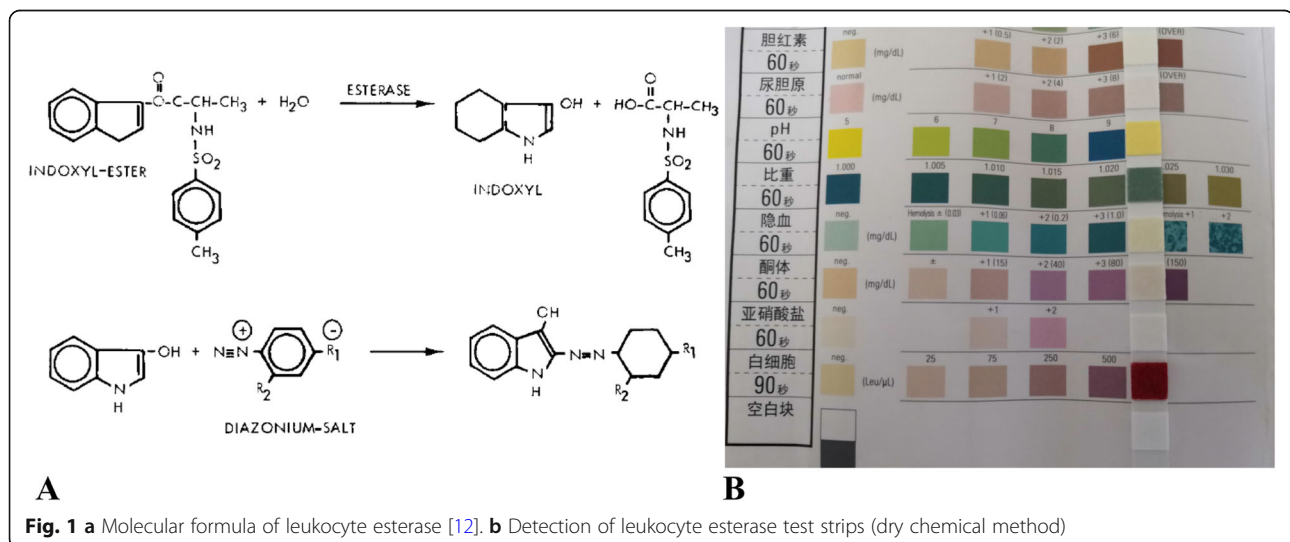 O
C-O-C-CH-CH₃ + H₂O
ESTERASE
OH + HO-C-CH-CH₃
O
NH
SO₂
CH₃
INDOXYL-ESTER
N
H
INDOXYL
NH
SO₂
CH₃
OH + N≡N
+
−
R₁
R₂
N
H
DIAZONIUM-SALT
CH
N=N
R₁
R₂
N
H
A
胆红素
60秒
neg.
(mg/dL)
+1 (0.5)
+2 (2)
+3 (6)
(OVER)
尿胆原
60秒
normal
(mg/dL)
+1 (2)
+2 (4)
+3 (8)
(OVER)
pH
60秒
5
6
7
8
9
比重
60秒
1.000
1.005
1.010
1.015
1.020
.025
1.030
隐血
60秒
neg.
(mg/dL)
Hemolysis ± (0.03)
+1 (0.06)
+2 (0.2)
+3 (1.0)
molysis +1
+2
酮体
60秒
(mg/dL)
±
+1 (15)
+2 (40)
+3 (80)
(150)
亚硝酸盐
60秒
+1
+2
白细胞
90秒
neg.
(Leu/μL)
25
75
250
500
空白块
B
Fig. 1 a Molecular formula of leukocyte esterase [12]. b Detection of leukocyte esterase test strips (dry chemical method)